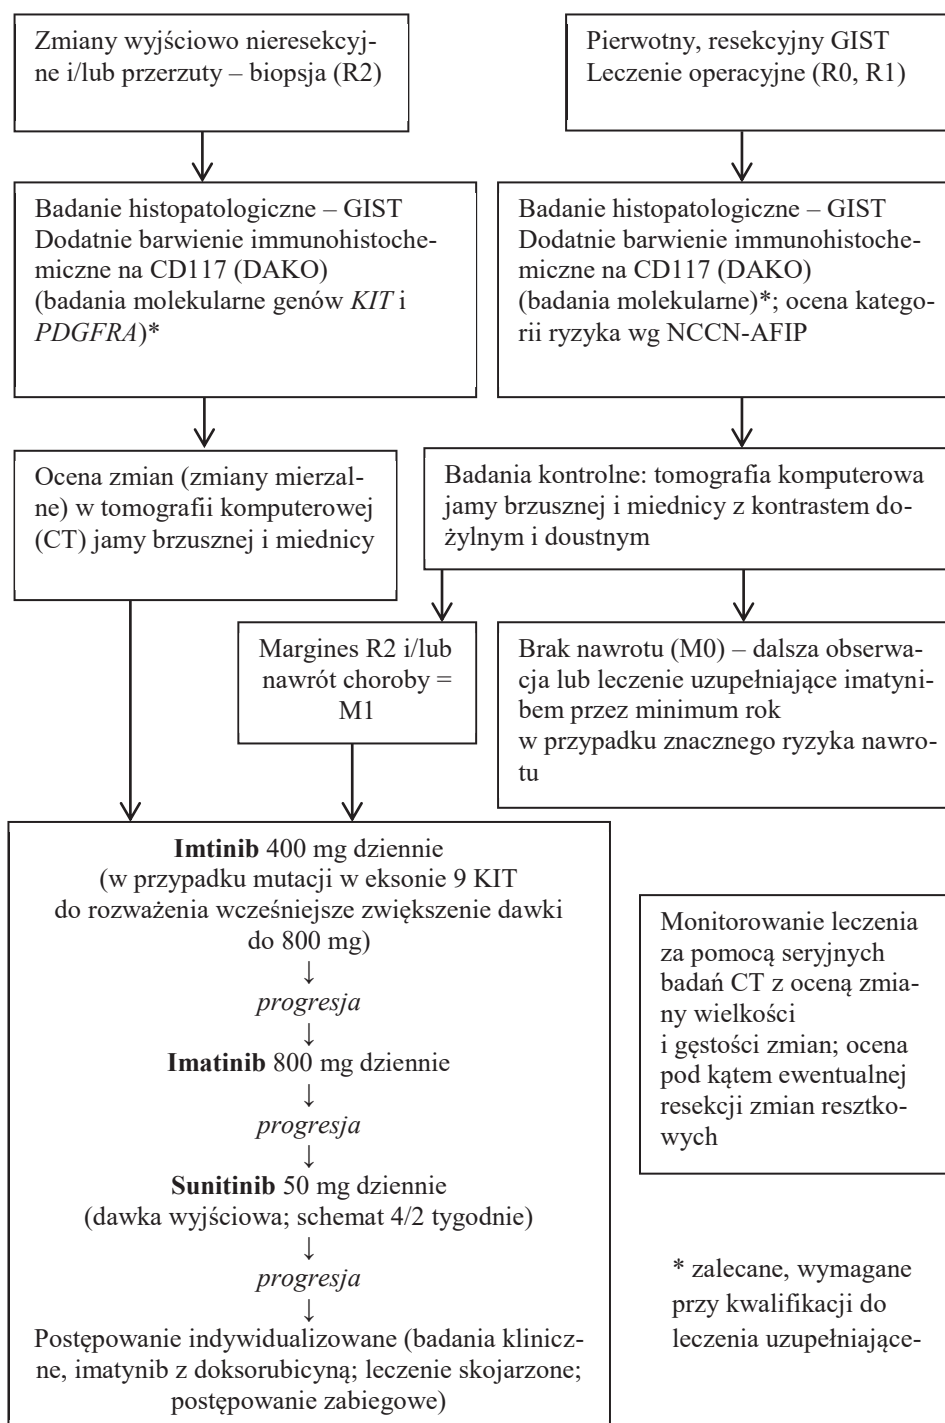 Zmiany wyjściowo nieresekcyj-
ne i/lub przerzuty – biopsja (R2)
Pierwotny, resekcyjny GIST
Leczenie operacyjne (R0, R1)
Badanie histopatologiczne – GIST
Dodatnie barwienie immunohistoche-
miczne na CD117 (DAKO)
(badania molekularne genów KIT i
PDGFRA)*
Badanie histopatologiczne – GIST
Dodatnie barwienie immunohistoche-
miczne na CD117 (DAKO)
(badania molekularne)*; ocena katego-
rii ryzyka wg NCCN-AFIP
Ocena zmian (zmiany mierzal-
ne) w tomografii komputerowej
(CT) jamy brzusznej i miednicy
Badania kontrolne: tomografia komputerowa
jamy brzusznej i miednicy z kontrastem do-
żylnym i doustnym
Margines R2 i/lub
nawrót choroby =
M1
Brak nawrotu (M0) – dalsza obserwa-
cja lub leczenie uzupełniające imatyni-
bem przez minimum rok
w przypadku znacznego ryzyka nawro-
tu
Imtinib 400 mg dziennie
(w przypadku mutacji w eksonie 9 KIT
do rozważenia wcześniejsze zwiększenie dawki
do 800 mg)
↓
progresja
↓
Imatinib 800 mg dziennie
↓
progresja
↓
Sunitinib 50 mg dziennie
(dawka wyjściowa; schemat 4/2 tygodnie)
↓
progresja
↓
Postępowanie indywidualizowane (badania klinicz-
ne, imatynib z doksorubicyną; leczenie skojarzone;
postępowanie zabiegowe)
Monitorowanie leczenia
za pomocą seryjnych
badań CT z oceną zmia-
ny wielkości
i gęstości zmian; ocena
pod kątem ewentualnej
resekcji zmian resztko-
wych
* zalecane, wymagane
przy kwalifikacji do
leczenia uzupełniające-